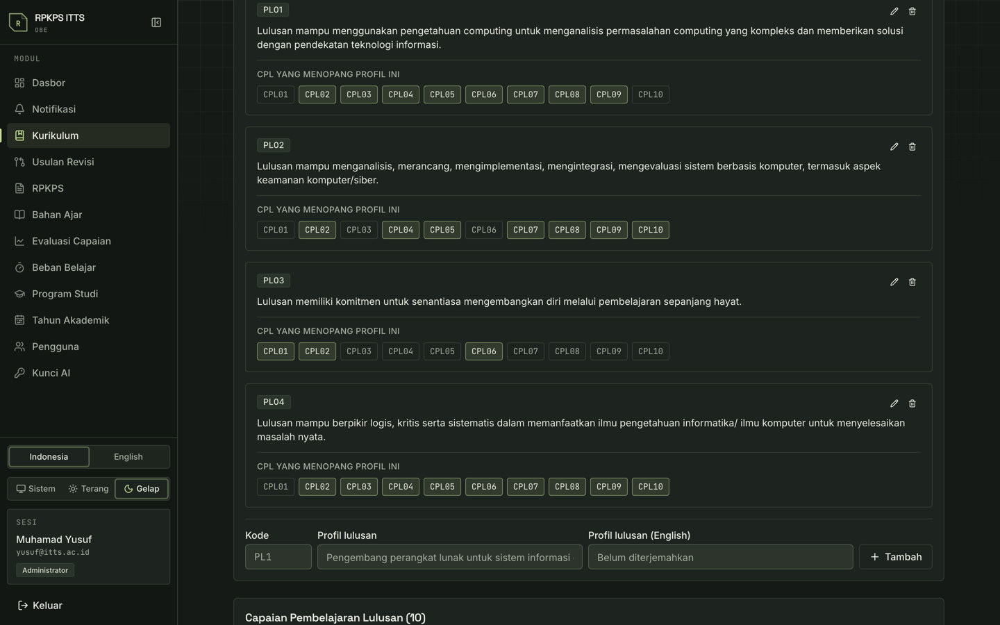 R
RPKPS ITTS
OBE
MODUL
Dasbor
Notifikasi
Kurikulum
Usulan Revisi
RPKPS
Bahan Ajar
Evaluasi Capaian
Beban Belajar
Program Studi
Tahun Akademik
Pengguna
Kunci AI
Indonesia English
Sistem Terang Gelap
SESI
Muhamad Yusuf
yusuf@itts.ac.id
Administrator
Keluar
PL01
Lulusan mampu menggunakan pengetahuan computing untuk menganalisis permasalahan computing yang kompleks dan memberikan solusi
dengan pendekatan teknologi informasi.
CPL YANG MENOPANG PROFIL INI
CPL01 CPL02 CPL03 CPL04 CPL05 CPL06 CPL07 CPL08 CPL09 CPL10
PL02
Lulusan mampu menganalisis, merancang, mengimplementasi, mengintegrasi, mengevaluasi sistem berbasis komputer, termasuk aspek
keamanan komputer/siber.
CPL YANG MENOPANG PROFIL INI
CPL01 CPL02 CPL03 CPL04 CPL05 CPL06 CPL07 CPL08 CPL09 CPL10
PL03
Lulusan memiliki komitmen untuk senantiasa mengembangkan diri melalui pembelajaran sepanjang hayat.
CPL YANG MENOPANG PROFIL INI
CPL01 CPL02 CPL03 CPL04 CPL05 CPL06 CPL07 CPL08 CPL09 CPL10
PL04
Lulusan mampu berpikir logis, kritis serta sistematis dalam memanfaatkan ilmu pengetahuan informatika/ ilmu komputer untuk menyelesaikan
masalah nyata.
CPL YANG MENOPANG PROFIL INI
CPL01 CPL02 CPL03 CPL04 CPL05 CPL06 CPL07 CPL08 CPL09 CPL10
Kode Profil lulusan Profil lulusan (English)
PL1 Pengembang perangkat lunak untuk sistem informasi Belum diterjemahkan + Tambah
Capaian Pembelajaran Lulusan (10)